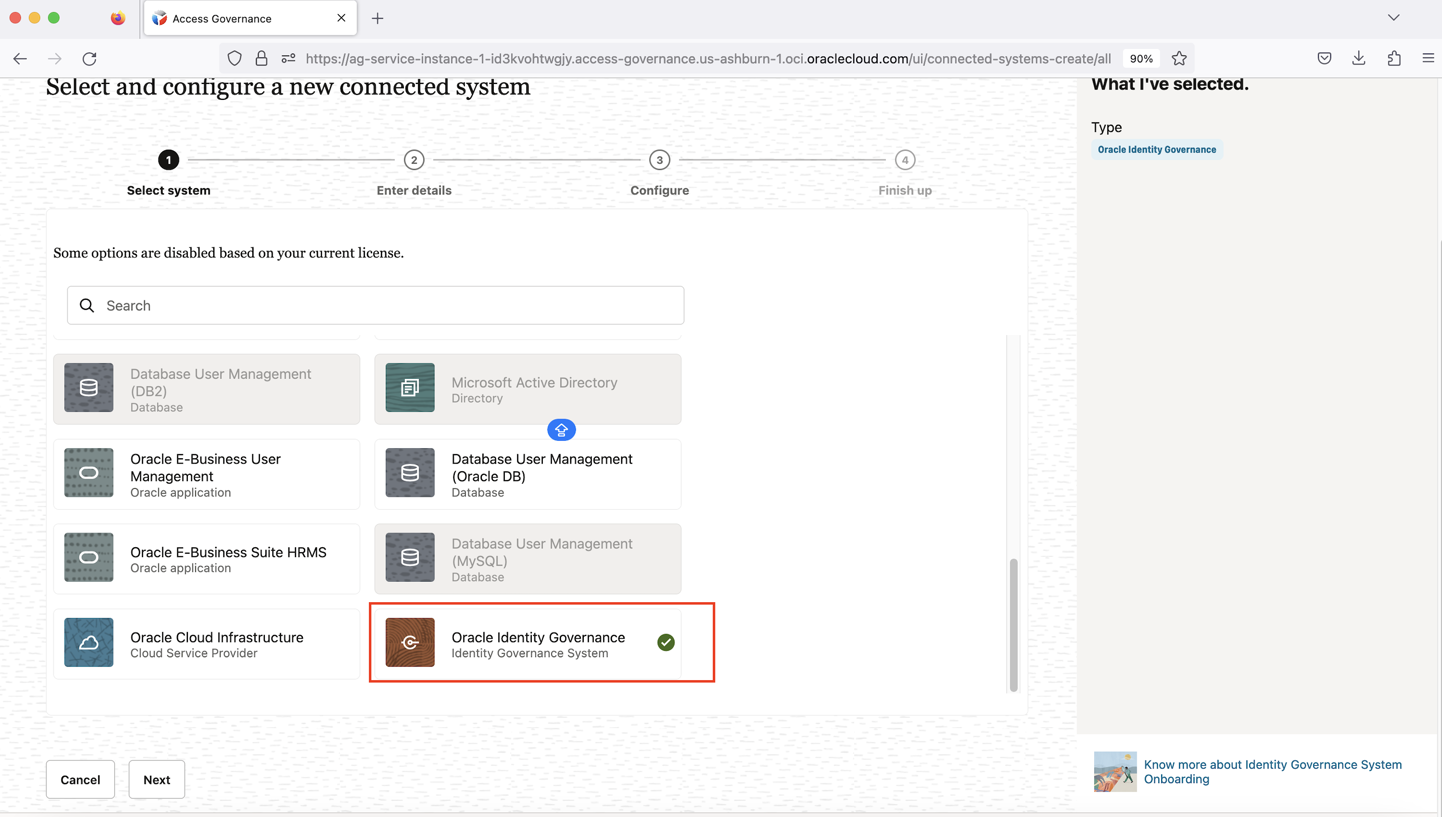 Access Governance
https://ag-service-instance-1-id3kvohtwgjy.access-governance.us-ashburn-1.oci.oraclecloud.com/ui/connected-systems-create/all
90%
Select and configure a new connected system
1
2
3
4
Select system
Enter details
Configure
Finish up
Some options are disabled based on your current license.
Search
Database User Management
(DB2)
Database
Microsoft Active Directory
Directory
Oracle E-Business User
Management
Oracle application
Database User Management
(Oracle DB)
Database
Oracle E-Business Suite HRMS
Oracle application
Database User Management
(MySQL)
Database
Oracle Cloud Infrastructure
Cloud Service Provider
Oracle Identity Governance
Identity Governance System
Cancel
Next
What I've selected.
Type
Oracle Identity Governance
Know more about Identity Governance System
Onboarding